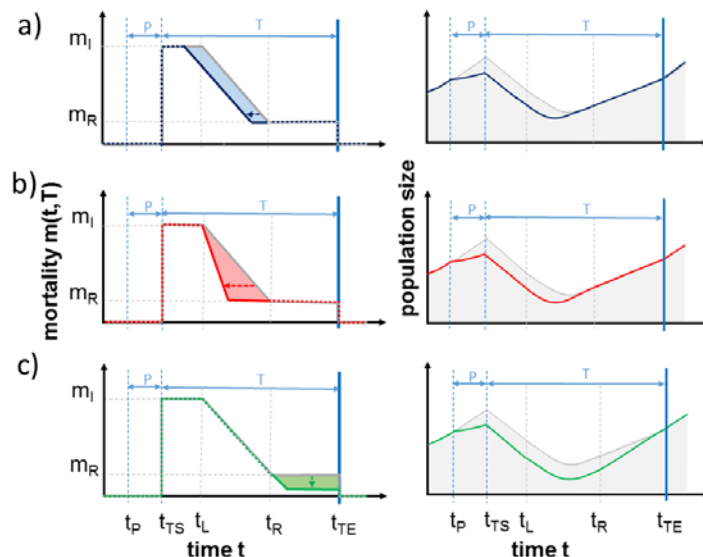 a)
P
T
m_I
m_R
P
T
b)
P
T
m_I
m_R
P
T
c)
P
T
m_I
m_R
P
T
mortality m(t,T)
population size
t_P t_TS t_L t_R t_TE
time t
t_P t_TS t_L t_R t_TE
time t